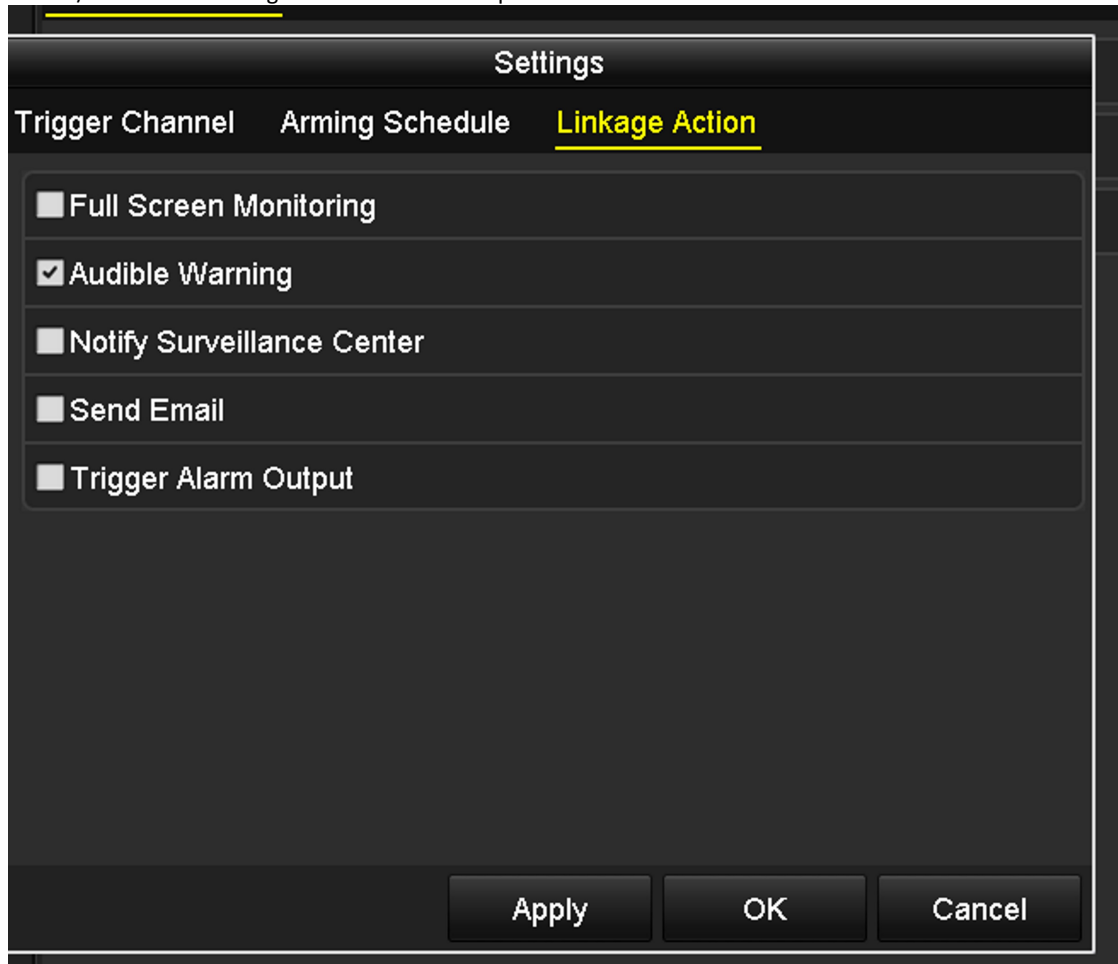 Settings
Trigger Channel Arming Schedule Linkage Action
Full Screen Monitoring
Audible Warning
Notify Surveillance Center
Send Email
Trigger Alarm Output
Apply OK Cancel